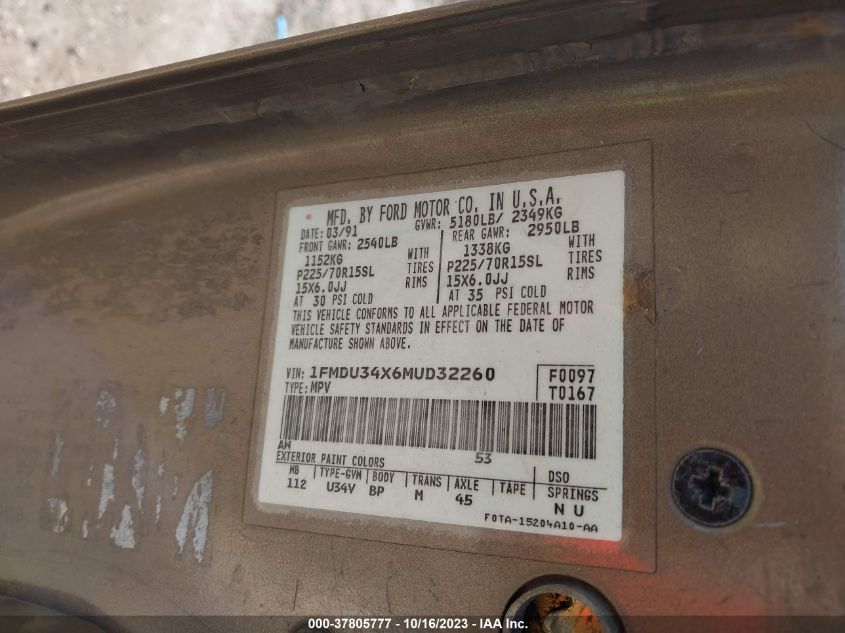 MFD. BY FORD MOTOR CO. IN U.S.A.
DATE: 03/91 GVWR: 5180LB/ 2349KG
FRONT GAWR: 2540LB REAR GAWR: 2950LB
1152KG WITH 1338KG WITH
P225/70R15SL TIRES P225/70R15SL TIRES
15X6.0JJ RIMS 15X6.0JJ RIMS
AT 30 PSI COLD AT 35 PSI COLD
THIS VEHICLE CONFORMS TO ALL APPLICABLE FEDERAL MOTOR
VEHICLE SAFETY STANDARDS IN EFFECT ON THE DATE OF
MANUFACTURE SHOWN ABOVE.
VIN: 1FMDU34X6MUD32260 F0097
TYPE: MPV T0167
AW 53
EXTERIOR PAINT COLORS DSO
WB TYPE-GVW BODY TRANS AXLE TAPE SPRINGS
112 U34V BP M 45 N U
F0TA-15204A10-AA
000-37805777 - 10/16/2023 - IAA Inc.